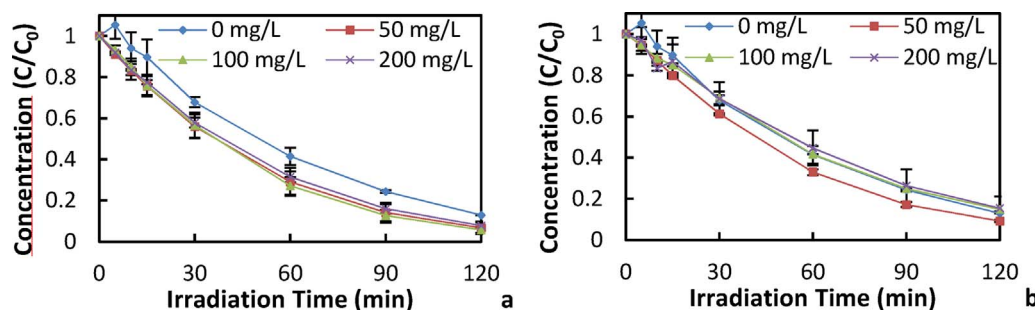 0 mg/L 50 mg/L
100 mg/L 200 mg/L
1
0.8
0.6
0.4
0.2
0
Concentration (C/C0)
0 30 60 90 120
Irradiation Time (min)
a
0 mg/L 50 mg/L
100 mg/L 200 mg/L
1
0.8
0.6
0.4
0.2
0
Concentration (C/C0)
0 30 60 90 120
Irradiation Time (min)
b